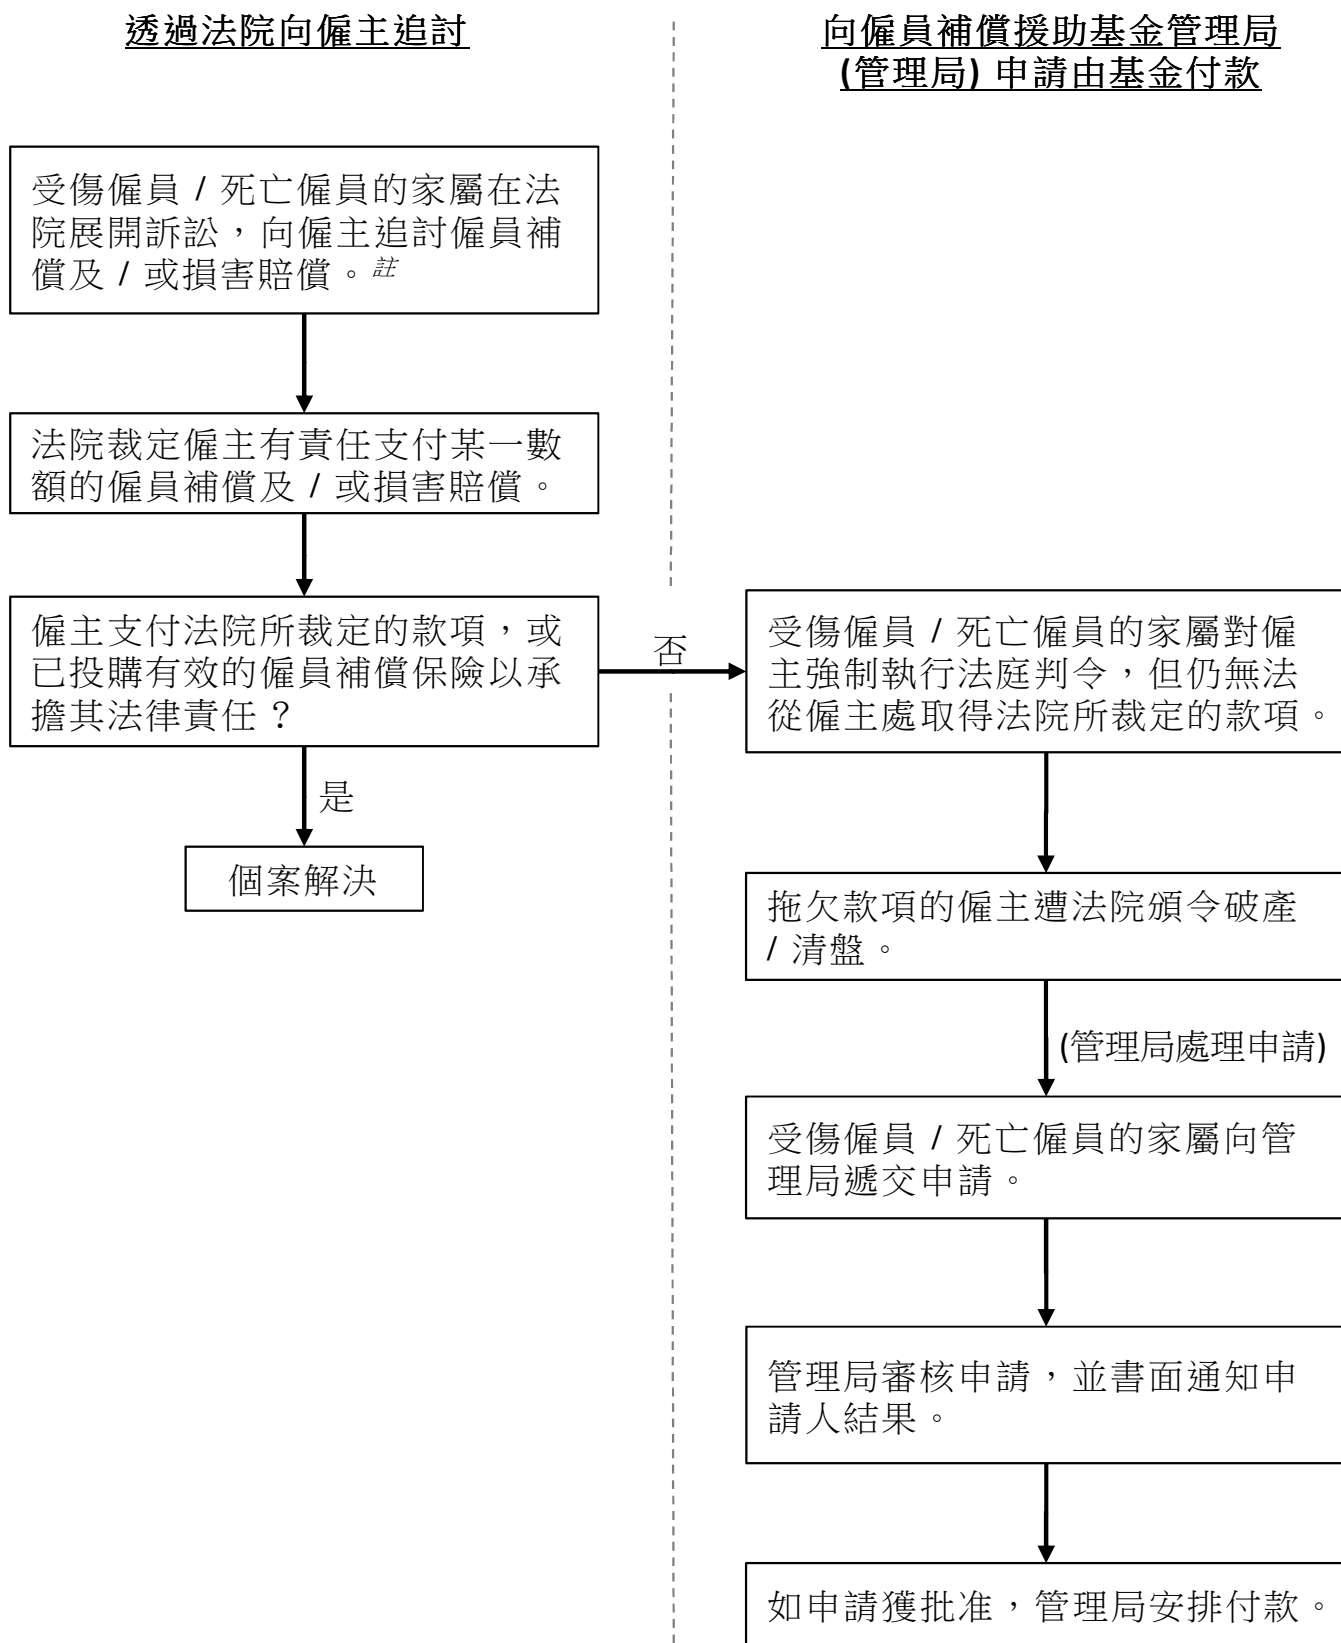 透過法院向僱主追討
受傷僱員 / 死亡僱員的家屬在法
院展開訴訟，向僱主追討僱員補
償及 / 或損害賠償。註
法院裁定僱主有責任支付某一數
額的僱員補償及 / 或損害賠償。
僱主支付法院所裁定的款項，或
已投購有效的僱員補償保險以承
擔其法律責任？
否
是
個案解決
向僱員補償援助基金管理局
(管理局) 申請由基金付款
受傷僱員 / 死亡僱員的家屬對僱
主強制執行法庭判令，但仍無法
從僱主處取得法院所裁定的款項。
拖欠款項的僱主遭法院頒令破產
/ 清盤。
(管理局處理申請)
受傷僱員 / 死亡僱員的家屬向管
理局遞交申請。
管理局審核申請，並書面通知申
請人結果。
如申請獲批准，管理局安排付款。